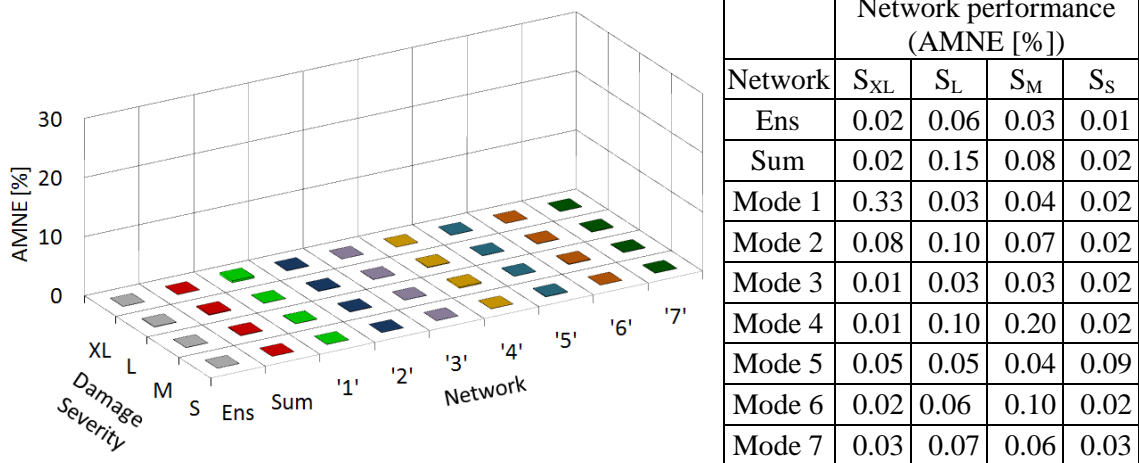 30
20
10
0
AMNE [%]
XL
L
M
S
Damage
Severity
Ens
Sum
'1'
'2'
'3'
'4'
'5'
'6'
'7'
Network
Network performance
(AMNE [%])
Network S_XL S_L S_M S_S
Ens 0.02 0.06 0.03 0.01
Sum 0.02 0.15 0.08 0.02
Mode 1 0.33 0.03 0.04 0.02
Mode 2 0.08 0.10 0.07 0.02
Mode 3 0.01 0.03 0.03 0.02
Mode 4 0.01 0.10 0.20 0.02
Mode 5 0.05 0.05 0.04 0.09
Mode 6 0.02 0.06 0.10 0.02
Mode 7 0.03 0.07 0.06 0.03